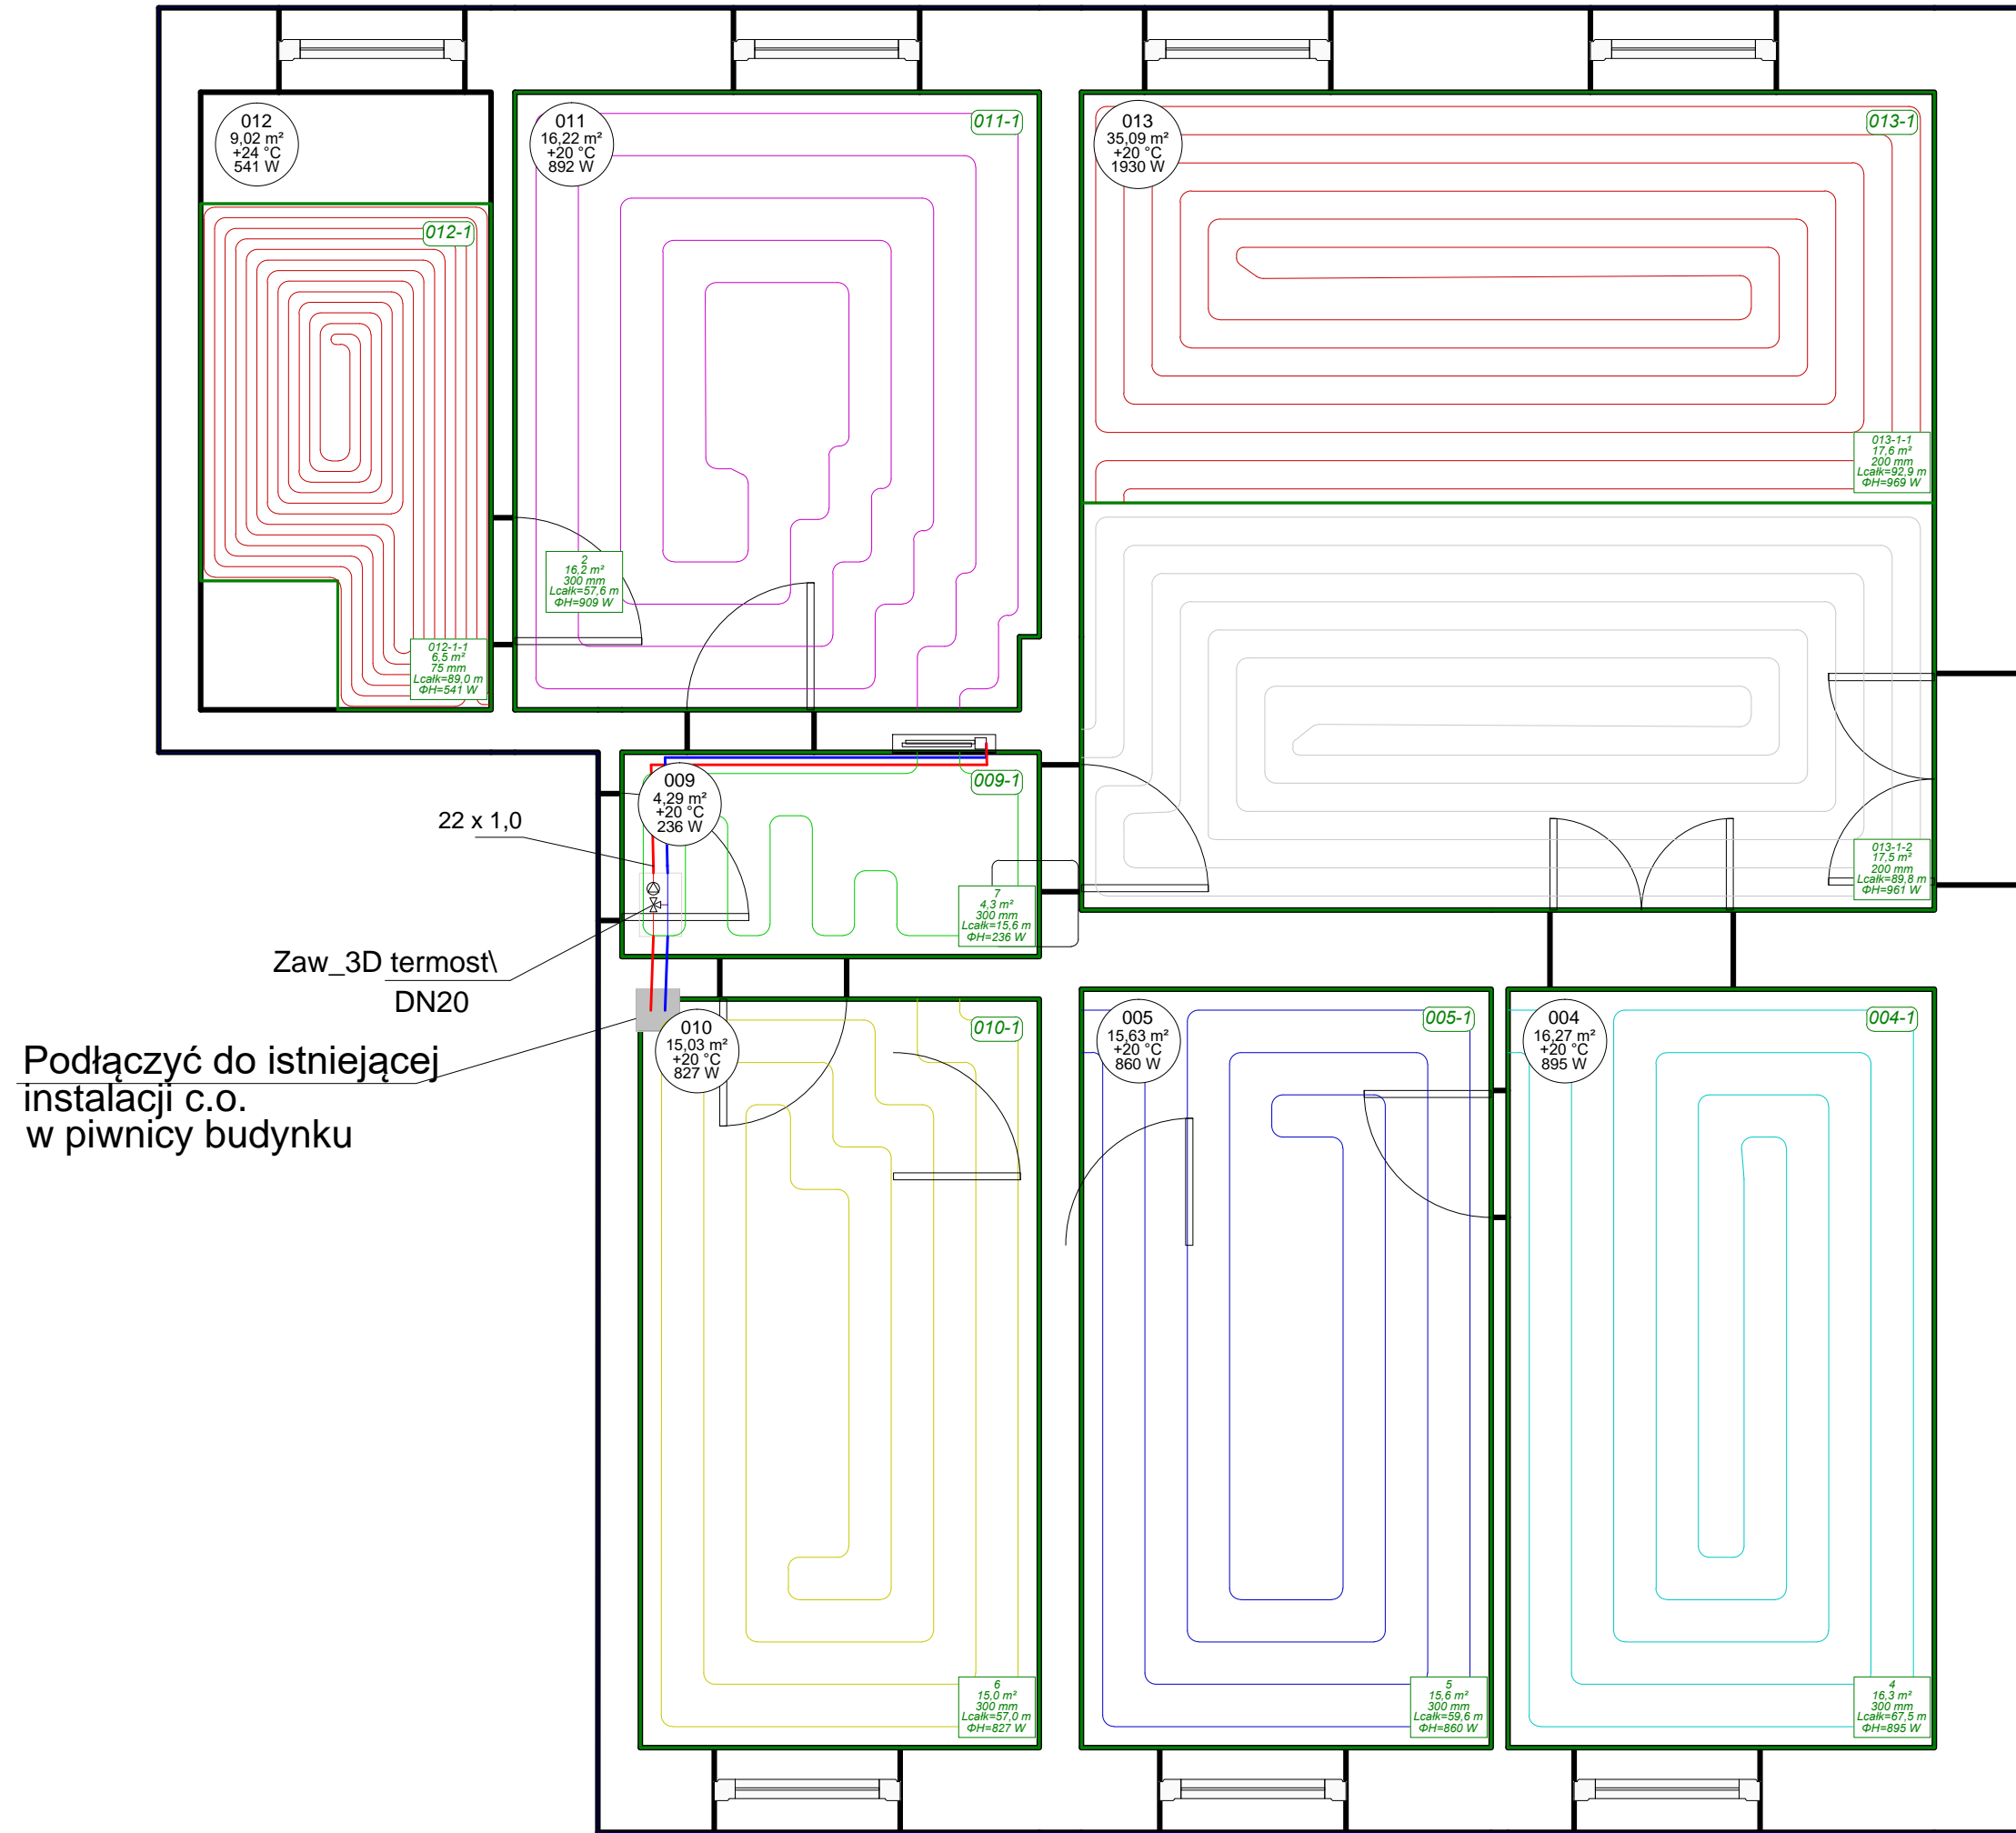 012
9,02 m²
+24 °C
541 W
012-1
012-1-1
6,5 m²
75 mm
Lcałk=89,0 m
ΦH=541 W
011
16,22 m²
+20 °C
892 W
011-1
2
16,2 m²
300 mm
Lcałk=57,6 m
ΦH=909 W
013
35,09 m²
+20 °C
1930 W
013-1
013-1-1
17,6 m²
200 mm
Lcałk=92,9 m
ΦH=969 W
013-1-2
17,5 m²
200 mm
Lcałk=89,8 m
ΦH=961 W
009
4,29 m²
+20 °C
236 W
009-1
7
4,3 m²
300 mm
Lcałk=15,6 m
ΦH=236 W
22 x 1,0
Zaw_3D termost\
DN20
Podłączyć do istniejącej
instalacji c.o.
w piwnicy budynku
010
15,03 m²
+20 °C
827 W
010-1
6
15,0 m²
300 mm
Lcałk=57,0 m
ΦH=827 W
005
15,63 m²
+20 °C
860 W
005-1
5
15,6 m²
300 mm
Lcałk=59,6 m
ΦH=860 W
004
16,27 m²
+20 °C
895 W
004-1
4
16,3 m²
300 mm
Lcałk=67,5 m
ΦH=895 W